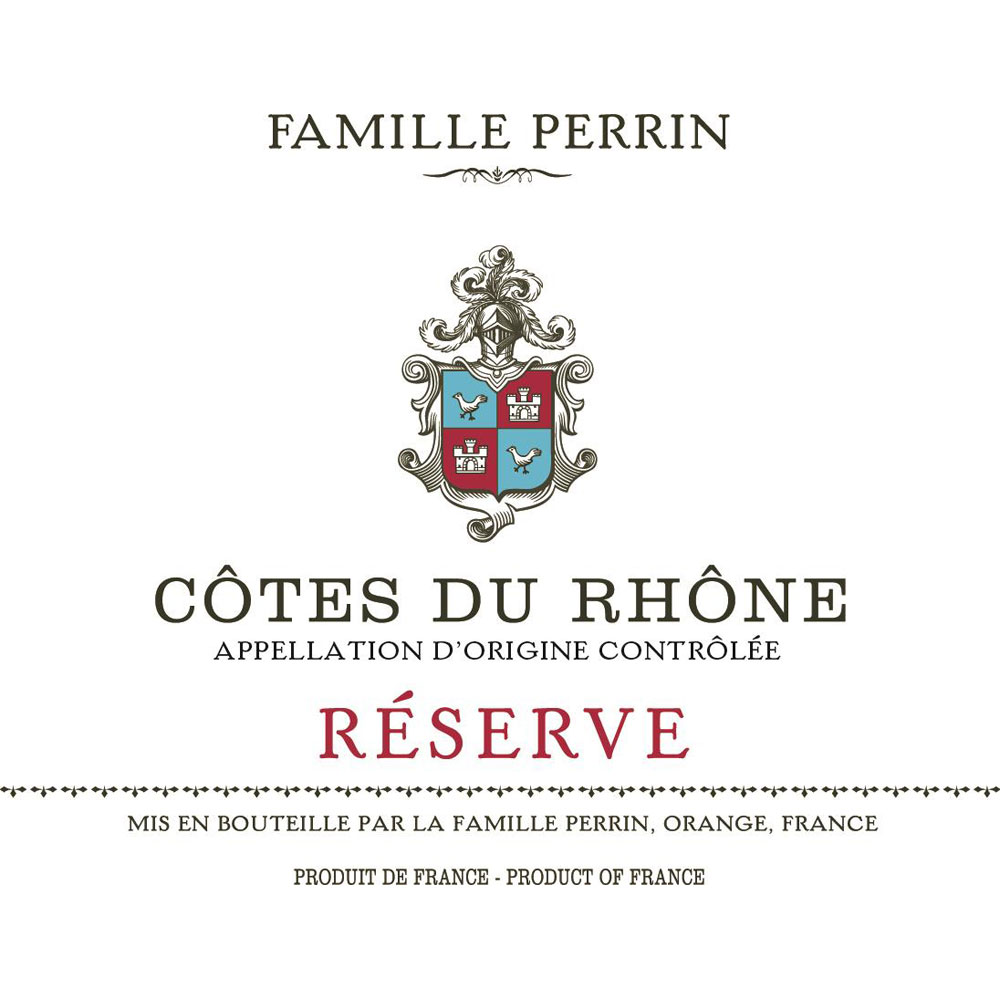 FAMILLE PERRIN
CÔTES DU RHÔNE
APPELLATION D'ORIGINE CONTRÔLÉE
RÉSERVE
MIS EN BOUTEILLE PAR LA FAMILLE PERRIN, ORANGE, FRANCE
PRODUIT DE FRANCE - PRODUCT OF FRANCE